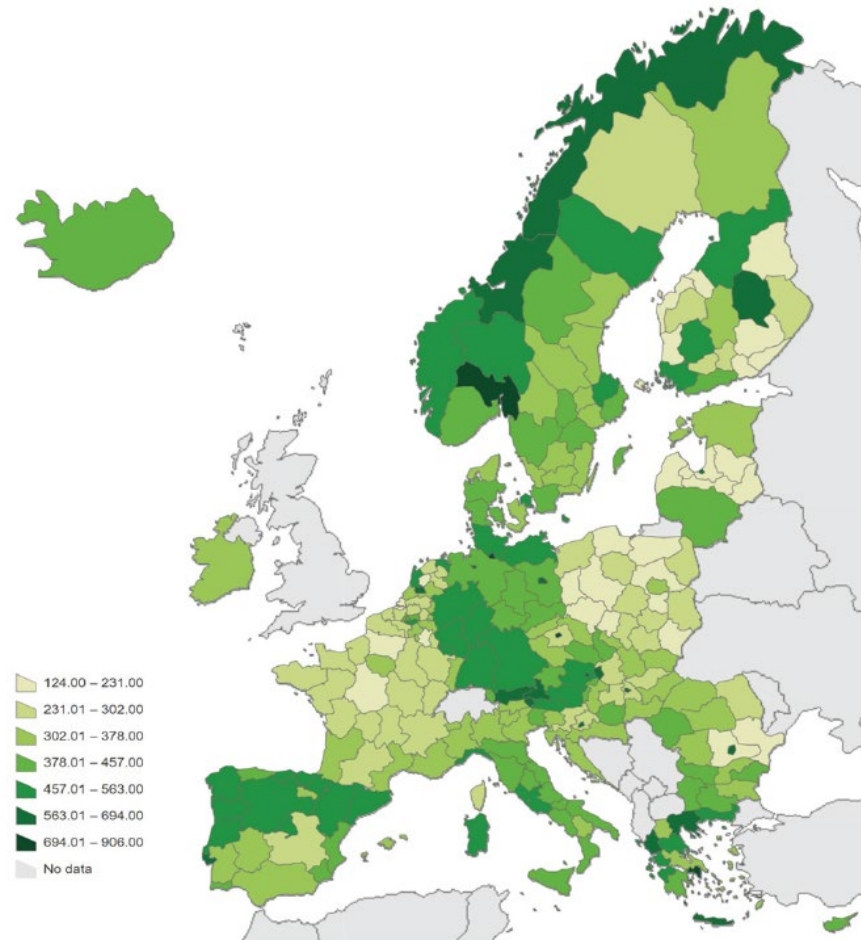 124.00 – 231.00
231.01 – 302.00
302.01 – 378.00
378.01 – 457.00
457.01 – 563.00
563.01 – 694.00
694.01 – 906.00
No data